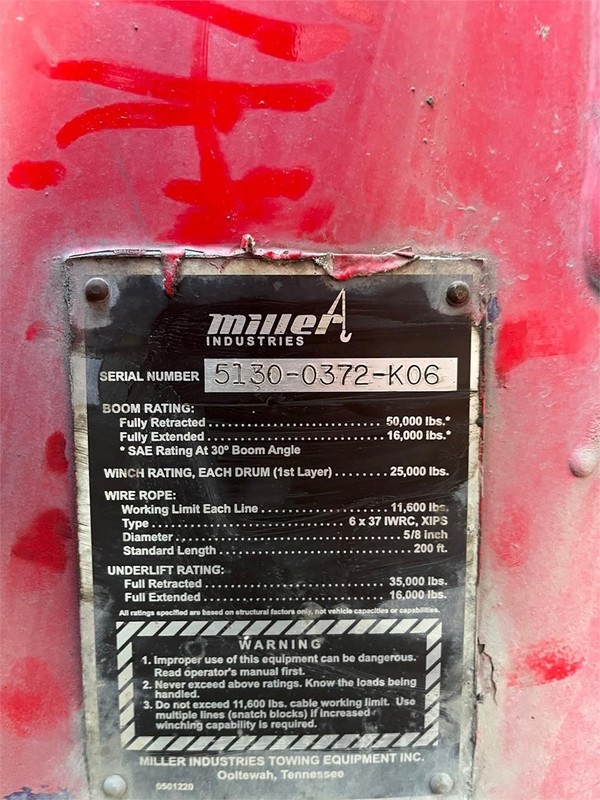 miller
INDUSTRIES
SERIAL NUMBER 5130-0372-K06
BOOM RATING:
Fully Retracted .................................. 50,000 lbs.*
Fully Extended .................................. 16,000 lbs.*
* SAE Rating At 30º Boom Angle
WINCH RATING, EACH DRUM (1st Layer) ........ 25,000 lbs.
WIRE ROPE:
Working Limit Each Line ........................ 11,600 lbs.
Type ................................... 6 x 37 IWRC, XIPS
Diameter .......................................... 5/8 inch
Standard Length ................................... 200 ft.
UNDERLIFT RATING:
Full Retracted ................................... 35,000 lbs.
Full Extended ................................... 16,000 lbs.
All ratings specified are based on structural factors only, not vehicle capacities or capabilities.
WARNING
1. Improper use of this equipment can be dangerous.
Read operator's manual first.
2. Never exceed above ratings. Know the loads being
handled.
3. Do not exceed 11,600 lbs. cable working limit. Use
multiple lines (snatch blocks) if increased
winching capability is required.
MILLER INDUSTRIES TOWING EQUIPMENT INC.
Ooltewah, Tennessee
0501220